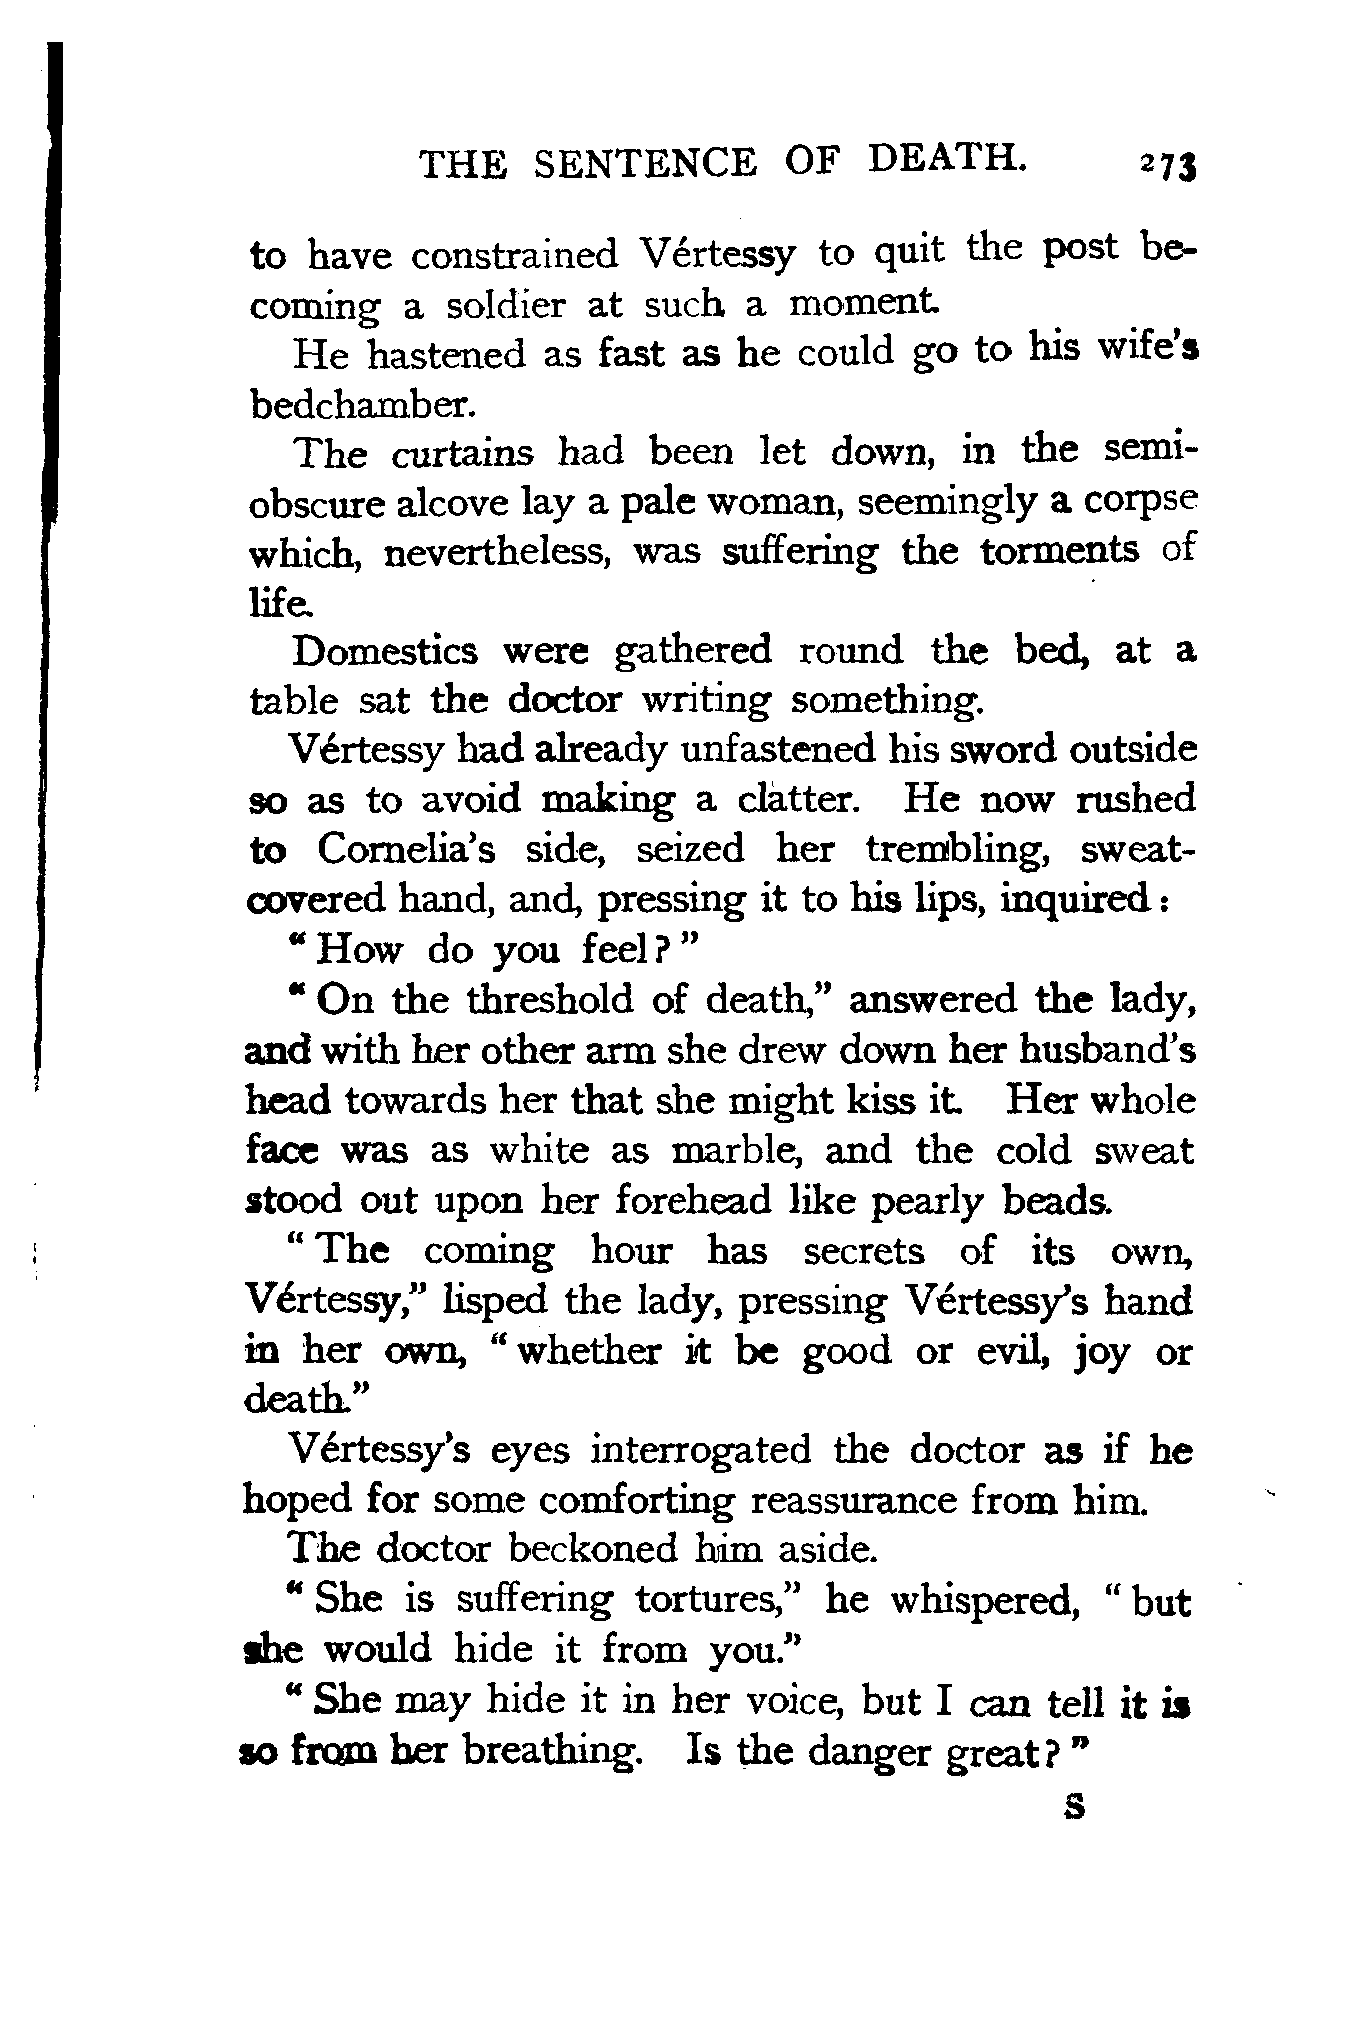 THE SENTENCE OF DEATH. 273
to have constrained Vértessy to quit the post be-
coming a soldier at such a moment.
He hastened as fast as he could go to his wife's
bedchamber.
The curtains had been let down, in the semi-
obscure alcove lay a pale woman, seemingly a corpse
which, nevertheless, was suffering the torments of
life.
Domestics were gathered round the bed, at a
table sat the doctor writing something.
Vértessy had already unfastened his sword outside
so as to avoid making a clatter. He now rushed
to Cornelia's side, seized her trembling, sweat-
covered hand, and, pressing it to his lips, inquired:
"How do you feel?"
"On the threshold of death," answered the lady,
and with her other arm she drew down her husband's
head towards her that she might kiss it. Her whole
face was as white as marble, and the cold sweat
stood out upon her forehead like pearly beads.
"The coming hour has secrets of its own,
Vértessy," lisped the lady, pressing Vértessy's hand
in her own, "whether it be good or evil, joy or
death."
Vértessy's eyes interrogated the doctor as if he
hoped for some comforting reassurance from him.
The doctor beckoned him aside.
"She is suffering tortures," he whispered, "but
she would hide it from you."
"She may hide it in her voice, but I can tell it is
so from her breathing. Is the danger great?"
S